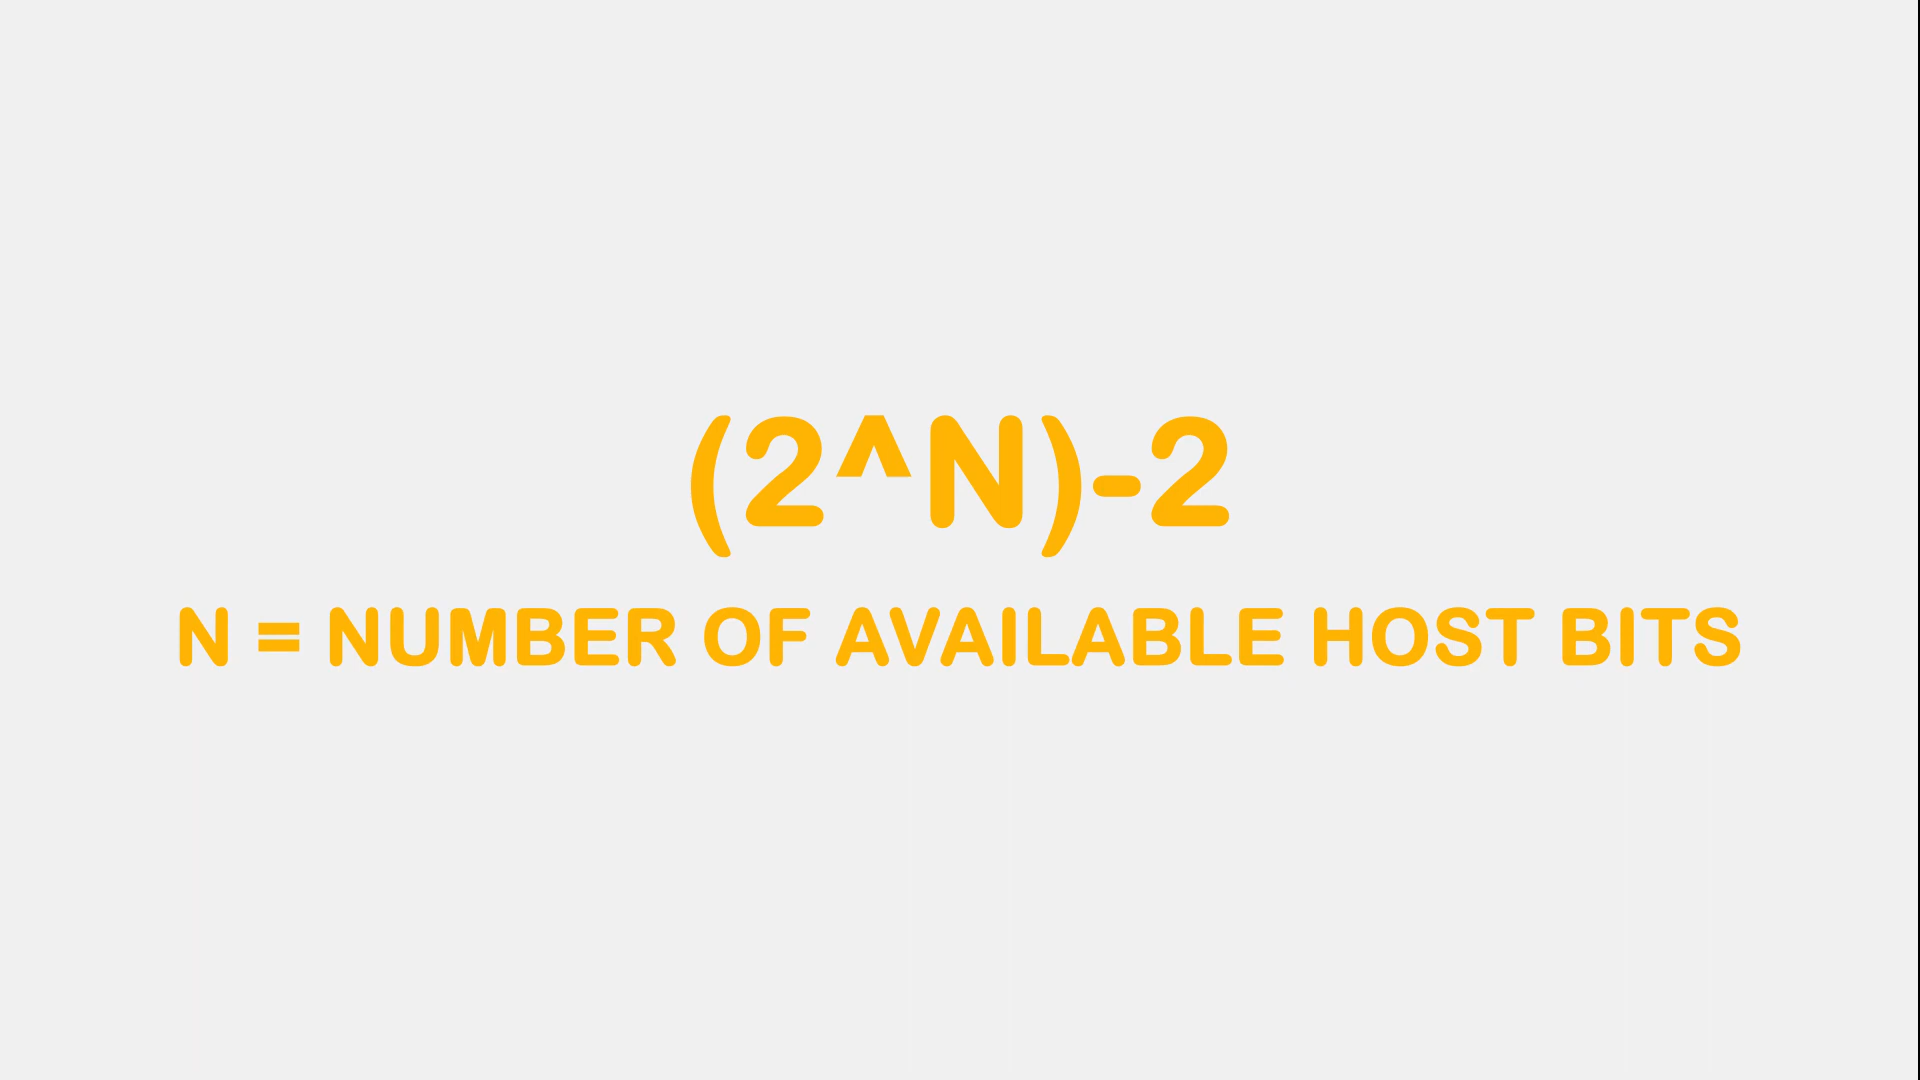 (2^N)-2
N = NUMBER OF AVAILABLE HOST BITS